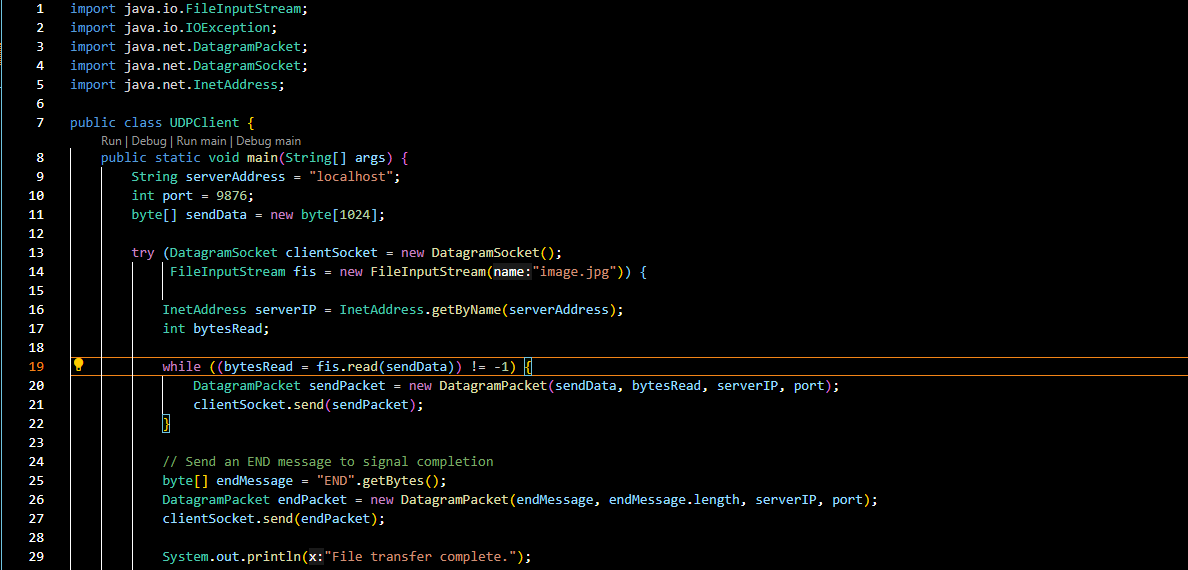 1 import java.io.FileInputStream;
2 import java.io.IOException;
3 import java.net.DatagramPacket;
4 import java.net.DatagramSocket;
5 import java.net.InetAddress;
6
7 public class UDPClient {
Run | Debug | Run main | Debug main
8 public static void main(String[] args) {
9 String serverAddress = "localhost";
10 int port = 9876;
11 byte[] sendData = new byte[1024];
12
13 try (DatagramSocket clientSocket = new DatagramSocket();
14 FileInputStream fis = new FileInputStream(name:"image.jpg")) {
15
16 InetAddress serverIP = InetAddress.getByName(serverAddress);
17 int bytesRead;
18
19 while ((bytesRead = fis.read(sendData)) != -1) {
20 DatagramPacket sendPacket = new DatagramPacket(sendData, bytesRead, serverIP, port);
21 clientSocket.send(sendPacket);
22 }
23
24 // Send an END message to signal completion
25 byte[] endMessage = "END".getBytes();
26 DatagramPacket endPacket = new DatagramPacket(endMessage, endMessage.length, serverIP, port);
27 clientSocket.send(endPacket);
28
29 System.out.println(x:"File transfer complete.");